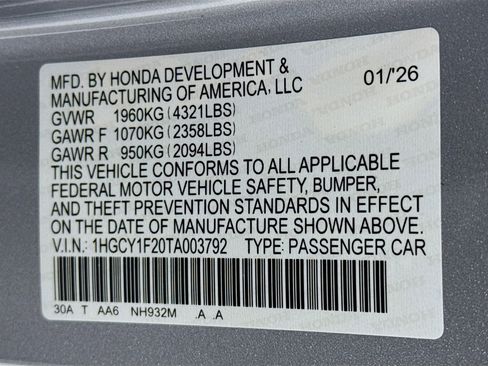 MFD. BY HONDA DEVELOPMENT &
MANUFACTURING OF AMERICA, LLC 01/'26
GVWR 1960KG (4321LBS)
GAWR F 1070KG (2358LBS)
GAWR R 950KG (2094LBS)
THIS VEHICLE CONFORMS TO ALL APPLICABLE
FEDERAL MOTOR VEHICLE SAFETY, BUMPER,
AND THEFT PREVENTION STANDARDS IN EFFECT
ON THE DATE OF MANUFACTURE SHOWN ABOVE.
V.I.N.: 1HGCY1F20TA003792 TYPE: PASSENGER CAR
30A T AA6 NH932M .A .A